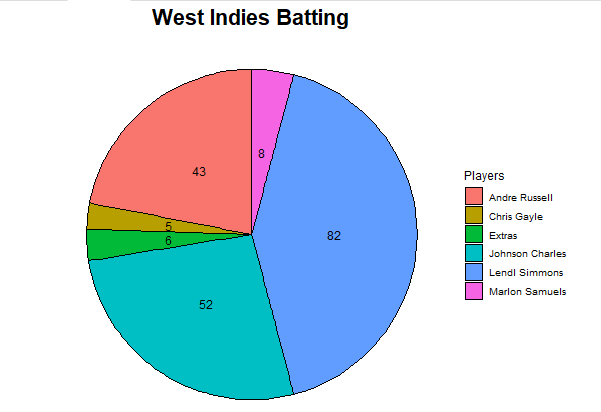 West Indies Batting
8
43
5
6
82
52
Players
Andre Russell
Chris Gayle
Extras
Johnson Charles
Lendl Simmons
Marlon Samuels